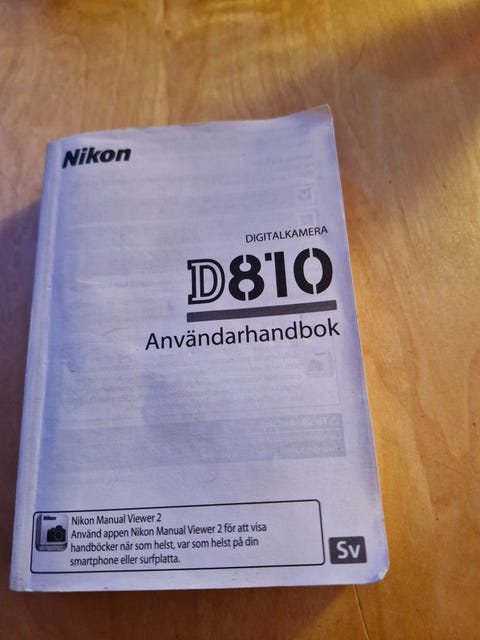 Nikon
DIGITALKAMERA
D810
Användarhandbok
Nikon Manual Viewer 2
Använd appen Nikon Manual Viewer 2 för att visa
handböcker när som helst, var som helst på din
smartphone eller surfplatta.
Sv